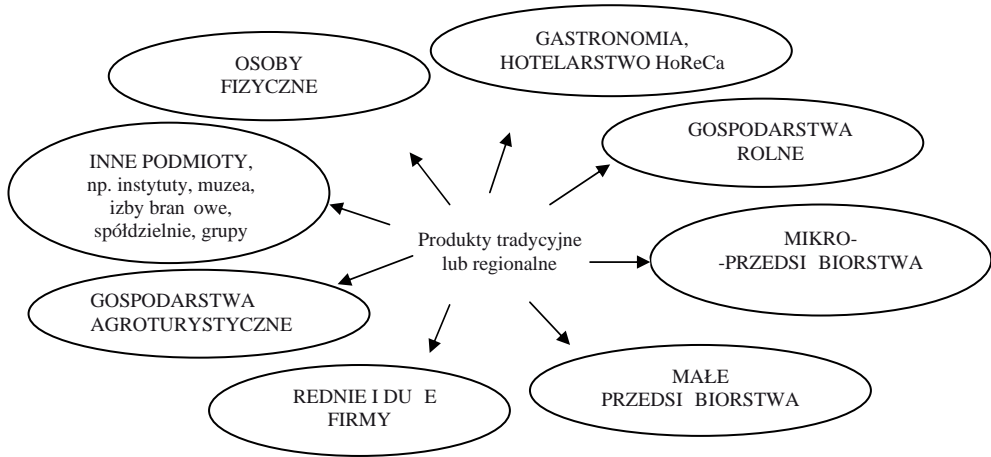 OSOBY
FIZYCZNE
GASTRONOMIA,
HOTELARSTWO HoReCa
GOSPODARSTWA
ROLNE
INNE PODMIOTY,
np. instytuty, muzea,
izby bran owe,
spółdzielnie, grupy
Produkty tradycyjne
lub regionalne
MIKRO-
-PRZEDSI BIORSTWA
GOSPODARSTWA
AGROTURYSTYCZNE
REDNIE I DU E
FIRMY
MAŁE
PRZEDSI BIORSTWA